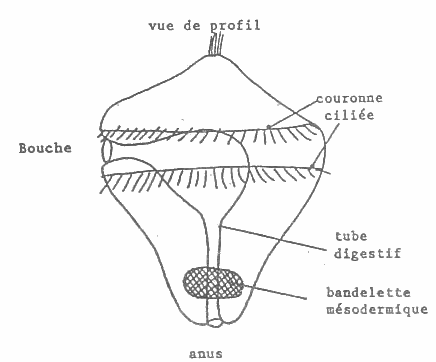 vue de profil
couronne
ciliée
Bouche
tube
digestif
bandelette
mésodermique
anus